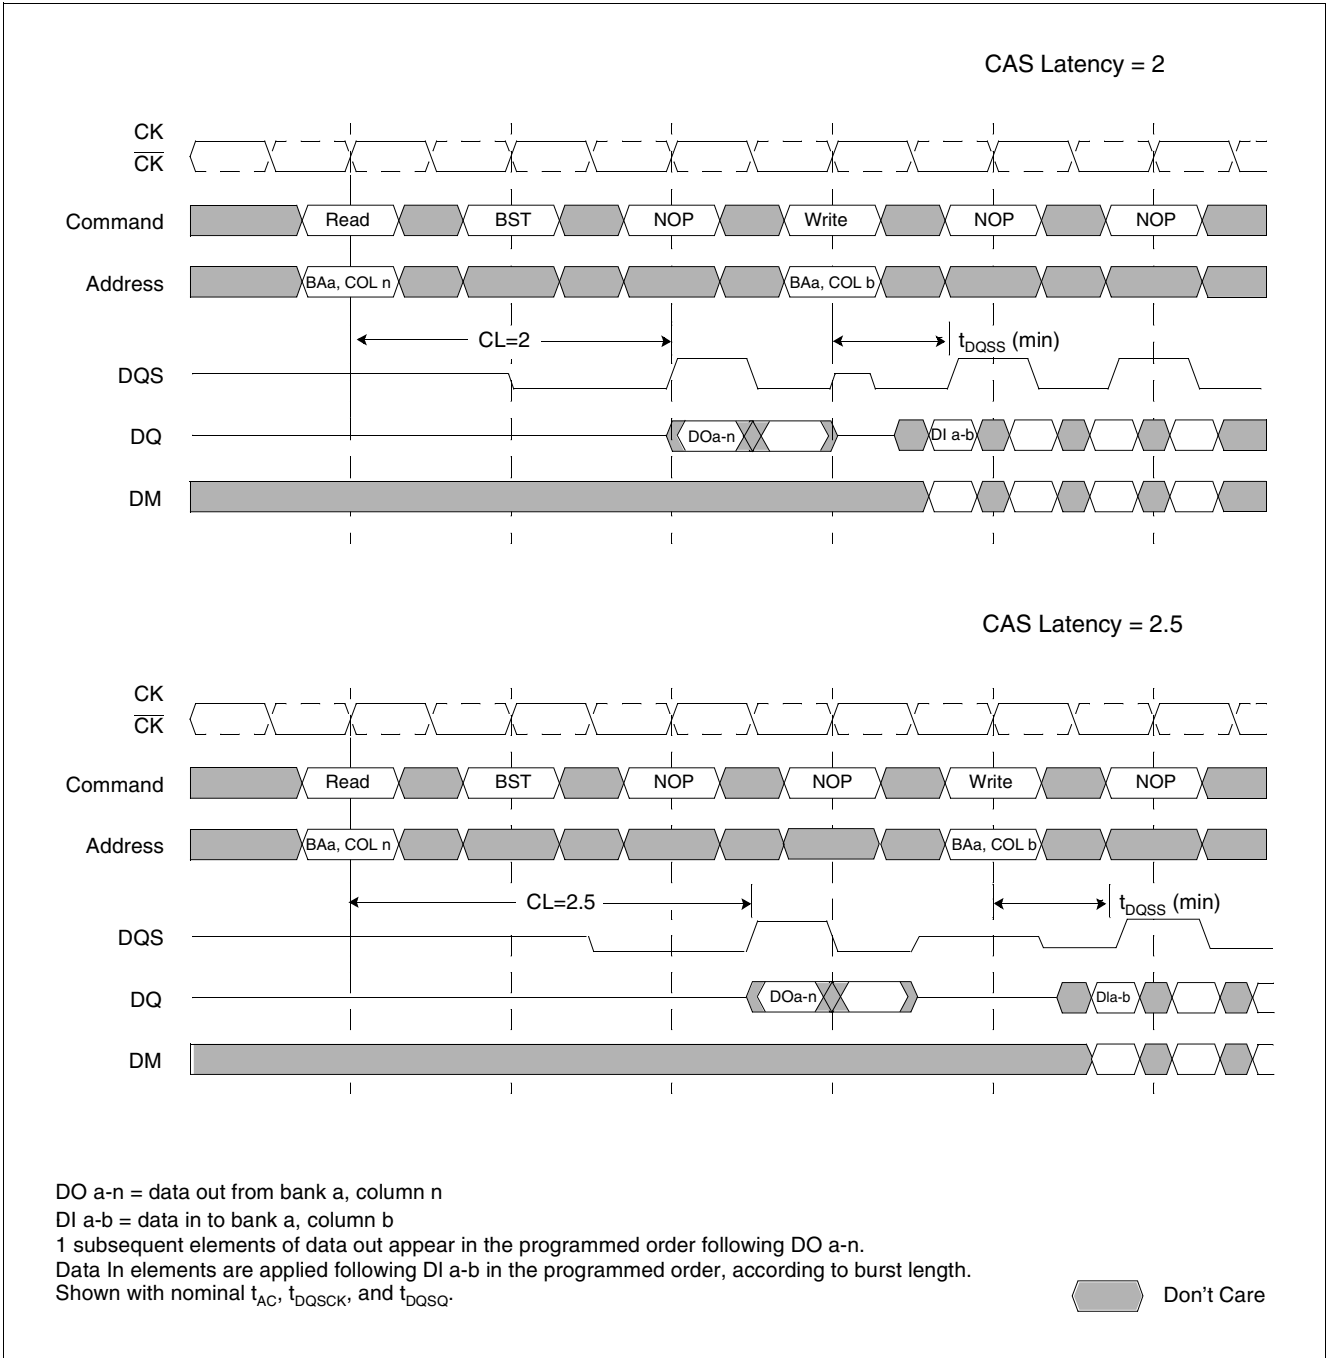 CAS Latency = 2
CK
CK
Command Read BST NOP Write NOP NOP
Address BAa, COL n BAa, COL b
CL=2 tDQSS (min)
DQS
DQ DOa-n DI a-b
DM
CAS Latency = 2.5
CK
CK
Command Read BST NOP NOP Write NOP
Address BAa, COL n BAa, COL b
CL=2.5 tDQSS (min)
DQS
DQ DOa-n DIa-b
DM
DO a-n = data out from bank a, column n
DI a-b = data in to bank a, column b
1 subsequent elements of data out appear in the programmed order following DO a-n.
Data In elements are applied following DI a-b in the programmed order, according to burst length.
Shown with nominal tAC, tDQSCK, and tDQSQ.
Don't Care